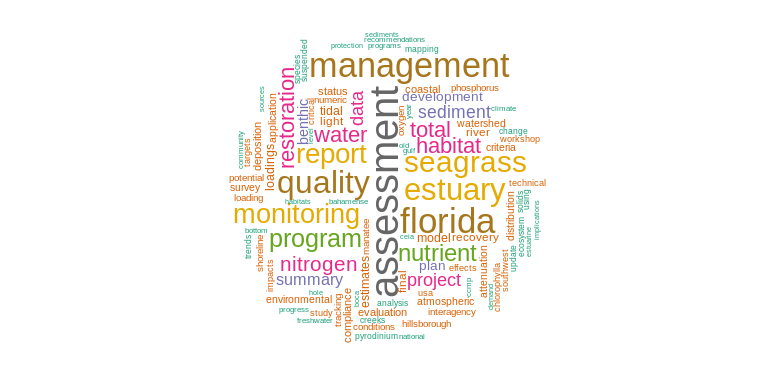 sediments
recommendations
protection programs
mapping
species
suspended
management
sources
restoration
status
numeric
critical
coastal
phosphorus
development
tidal
light
data
benthic
level
assessment
oxygen
year
sediment
climate
application
deposition
loadings
community
targets
water
total
watershed
river
change
workshop
report
habitat
old
gulf
criteria
seagrass
potential
survey
loading
quality
estuary
technical
habitats
bahamense
monitoring
florida
distribution
solids
using
implications
ecosystem
estuarine
update
bottom
trends
shoreline
program
manatee
cela
model
recovery
nutrient
southwest
nitrogen
impacts
summary
estimates
final
plan
effects
attenuation
chlorophylla
demand
ccmp
project
hole
environmental
boca
usa
atmospheric
analysis
interagency
progress
study
tracking
compliance
evaluation
creeks
freshwater
conditions
hillsborough
pyrodinium
national